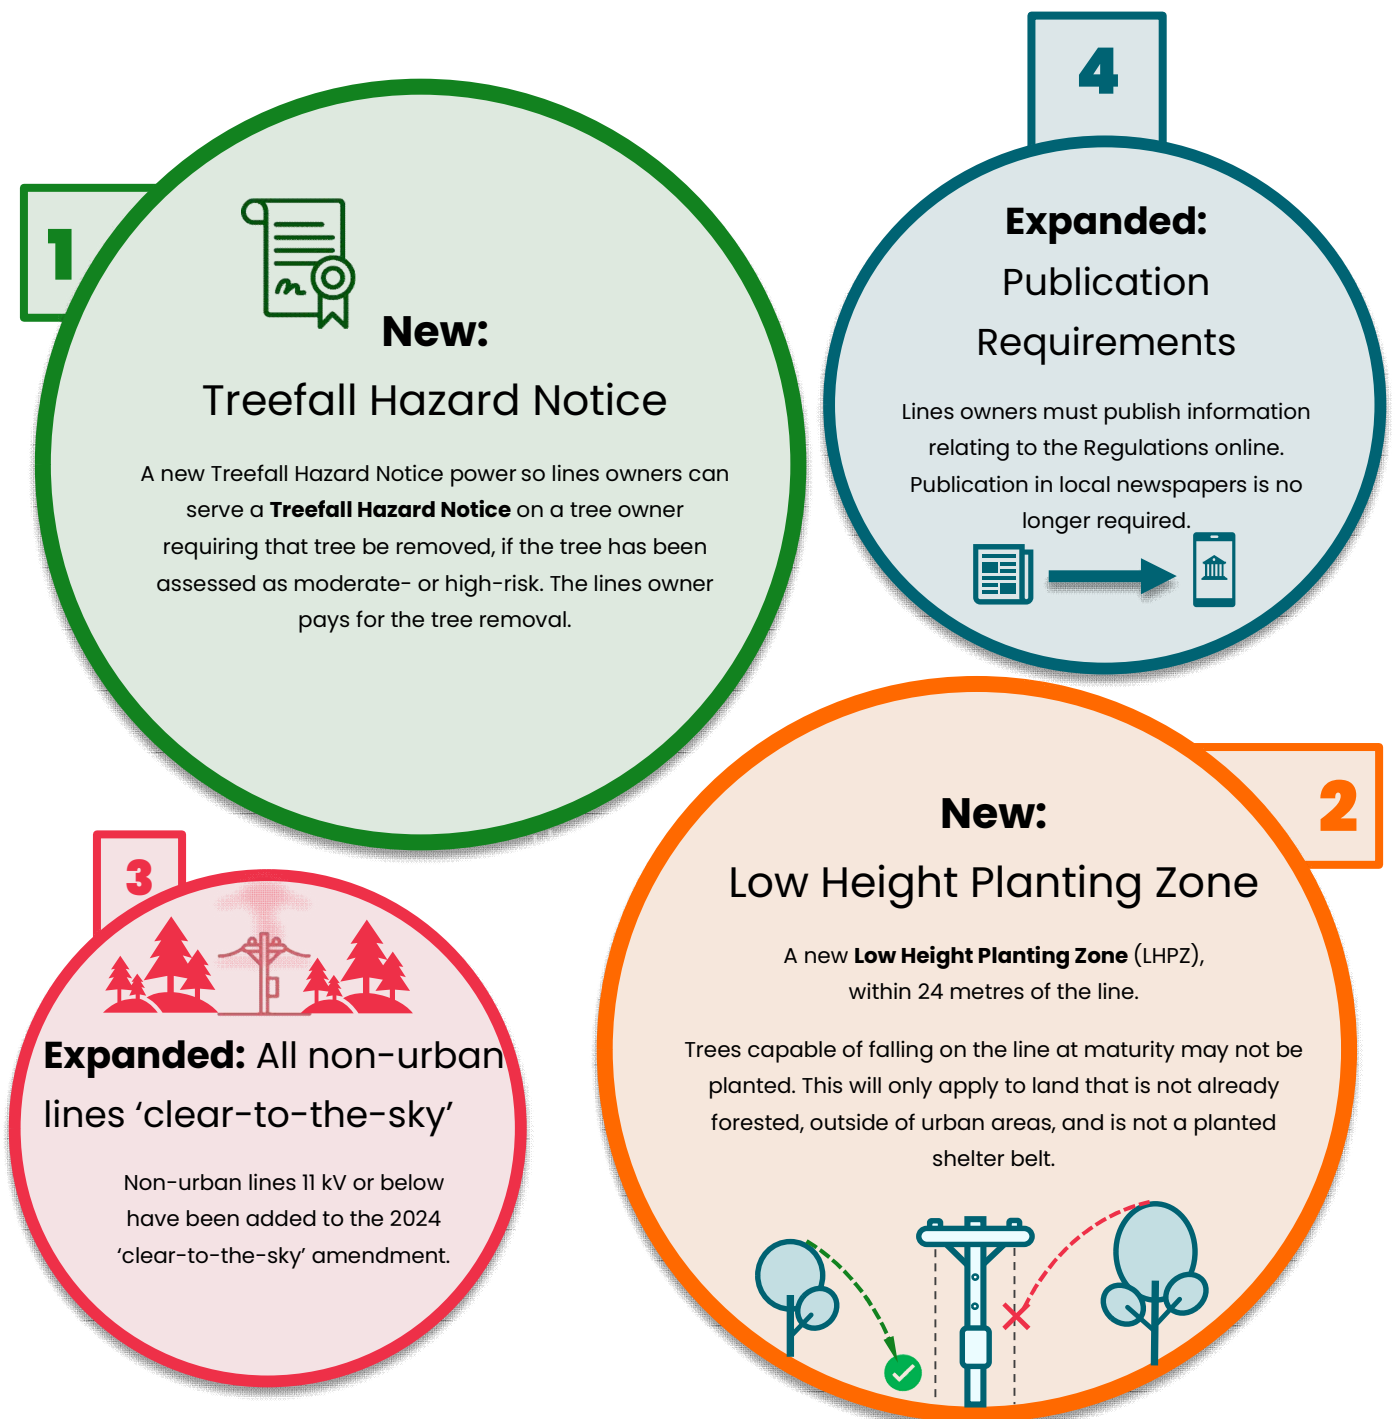 1
New:
Treefall Hazard Notice
A new Treefall Hazard Notice power so lines owners can
serve a Treefall Hazard Notice on a tree owner
requiring that tree be removed, if the tree has been
assessed as moderate- or high-risk. The lines owner
pays for the tree removal.
4
Expanded:
Publication
Requirements
Lines owners must publish information
relating to the Regulations online.
Publication in local newspapers is no
longer required.
2
New:
Low Height Planting Zone
A new Low Height Planting Zone (LHPZ),
within 24 metres of the line.
Trees capable of falling on the line at maturity may not be
planted. This will only apply to land that is not already
forested, outside of urban areas, and is not a planted
shelter belt.
3
Expanded: All non-urban
lines ‘clear-to-the-sky’
Non-urban lines 11 kV or below
have been added to the 2024
‘clear-to-the-sky’ amendment.